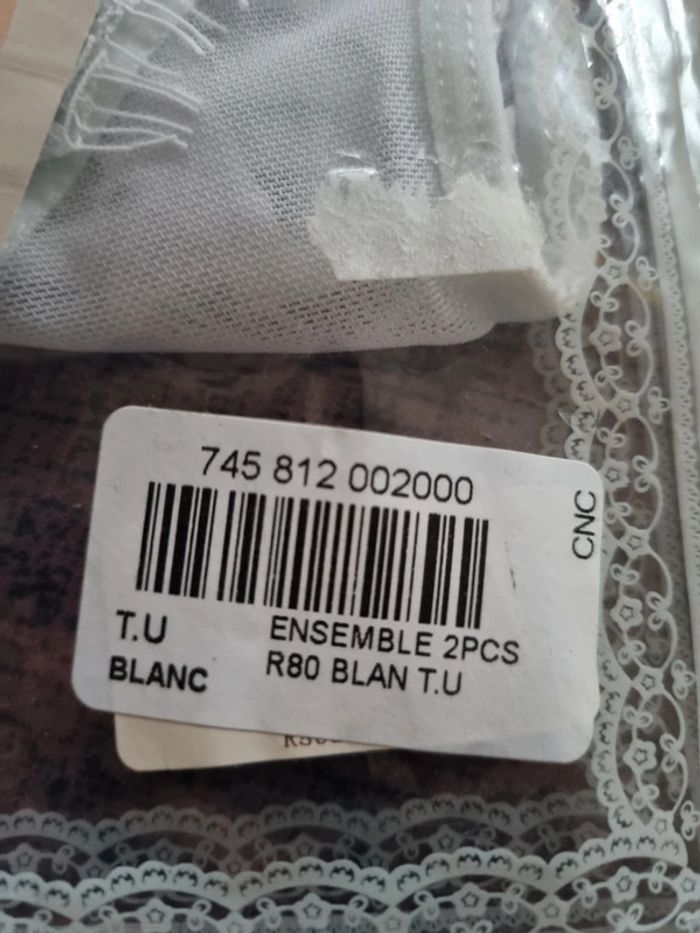 745 812 002000
CNC
T.U
BLANC
ENSEMBLE 2PCS
R80 BLAN T.U